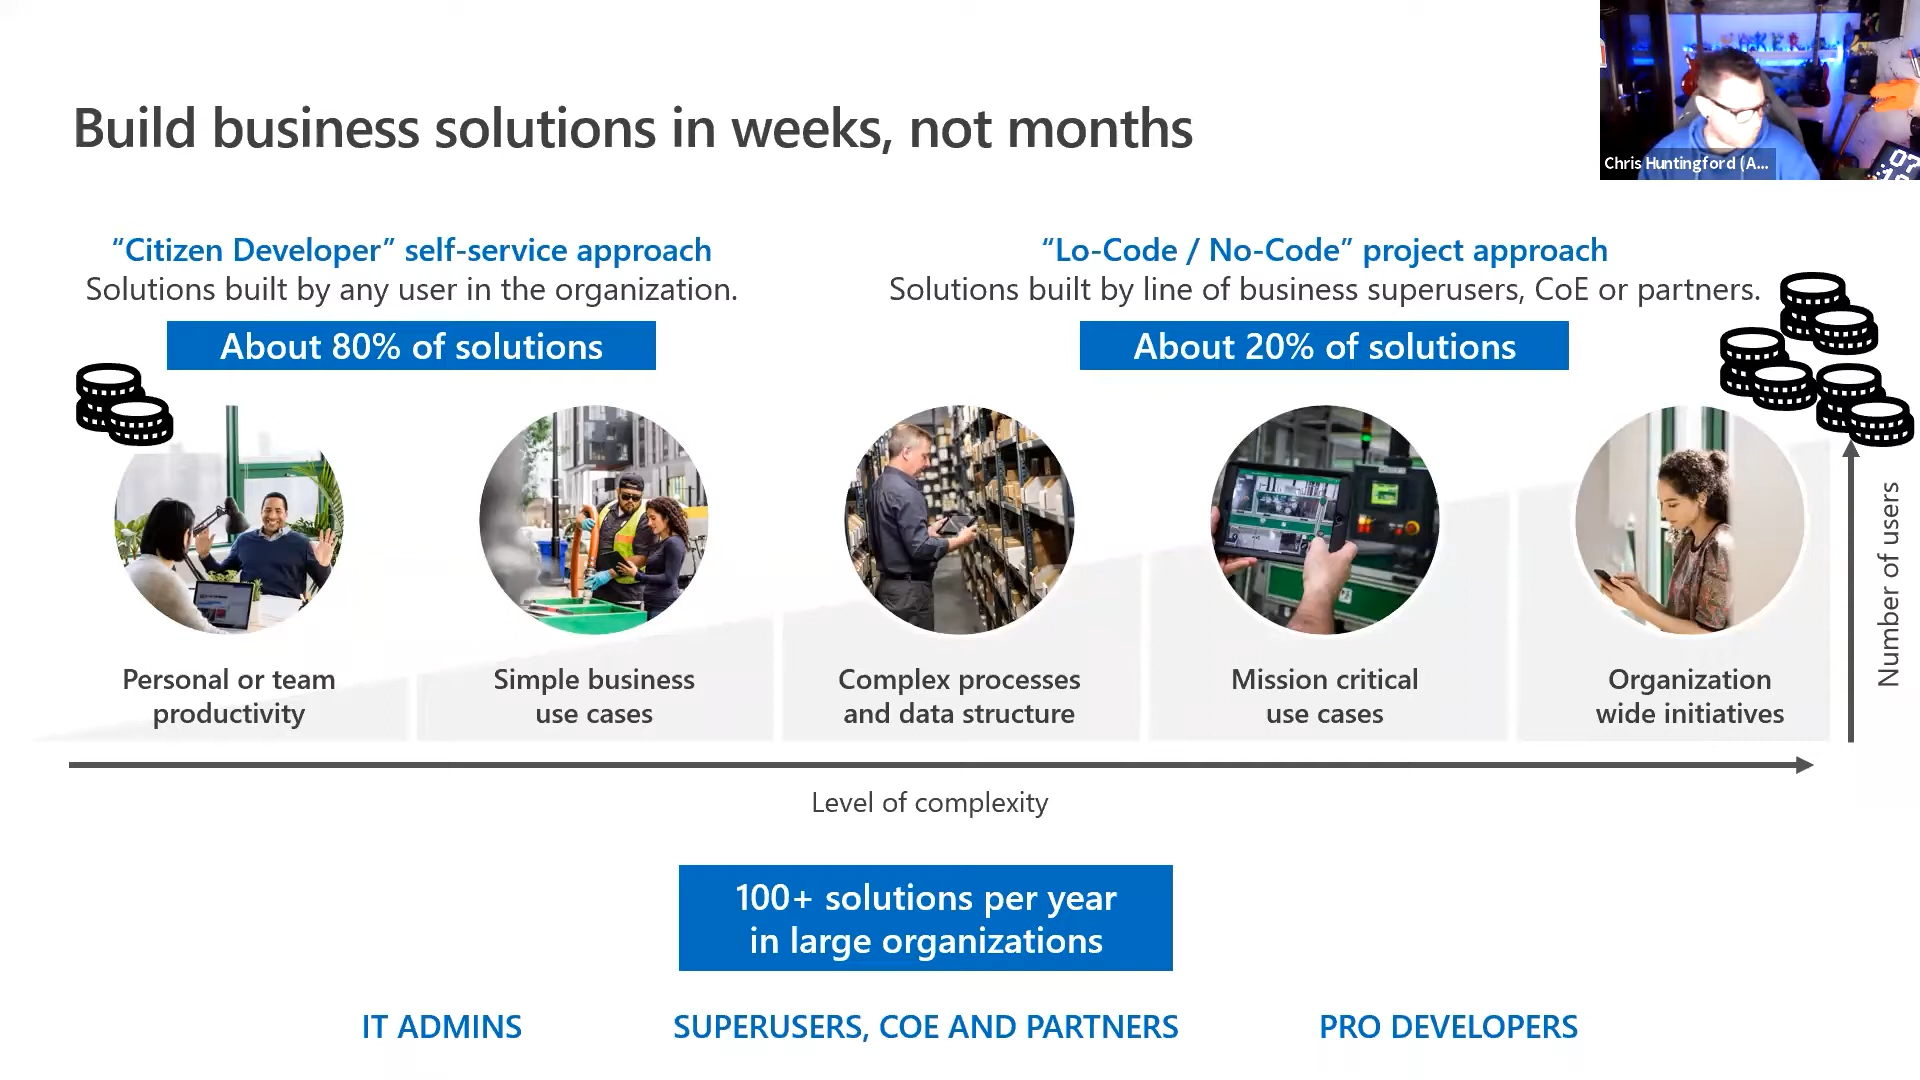 Build business solutions in weeks, not months
Chris Huntingford (A...
07
“Citizen Developer” self-service approach
Solutions built by any user in the organization.
About 80% of solutions
“Lo-Code / No-Code” project approach
Solutions built by line of business superusers, CoE or partners.
About 20% of solutions
Personal or team
productivity
Simple business
use cases
Complex processes
and data structure
Mission critical
use cases
Organization
wide initiatives
Number of users
Level of complexity
100+ solutions per year
in large organizations
IT ADMINS
SUPERUSERS, COE AND PARTNERS
PRO DEVELOPERS